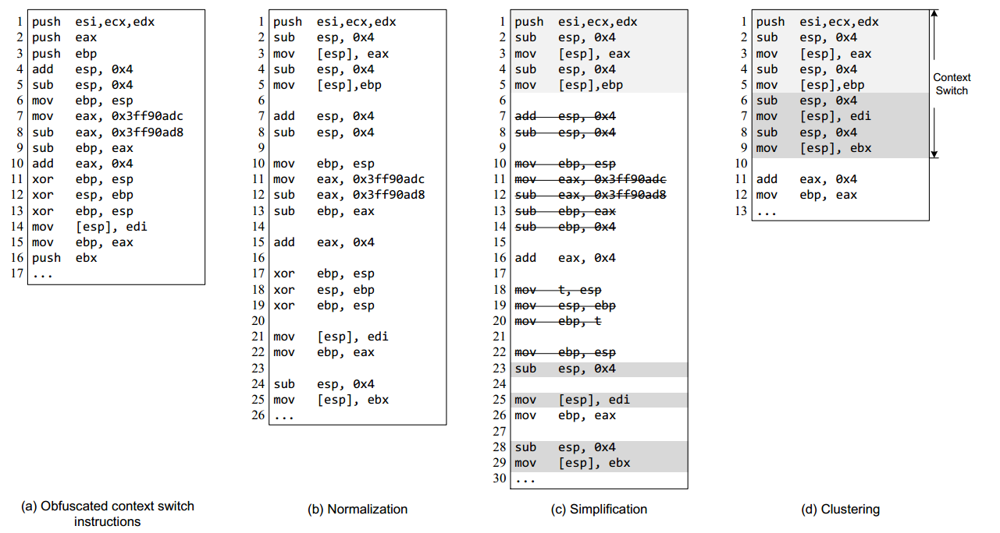 1 push esi,ecx,edx
2 push eax
3 push ebp
4 add esp, 0x4
5 sub esp, 0x4
6 mov ebp, esp
7 mov eax, 0x3ff90adc
8 sub eax, 0x3ff90ad8
9 sub ebp, eax
10 add eax, 0x4
11 xor ebp, esp
12 xor esp, ebp
13 xor ebp, esp
14 mov [esp], edi
15 mov ebp, eax
16 push ebx
17 ...
(a) Obfuscated context switch
instructions
1 push esi,ecx,edx
2 sub esp, 0x4
3 mov [esp], eax
4 sub esp, 0x4
5 mov [esp],ebp
6
7 add esp, 0x4
8 sub esp, 0x4
9
10 mov ebp, esp
11 mov eax, 0x3ff90adc
12 sub eax, 0x3ff90ad8
13 sub ebp, eax
14
15 add eax, 0x4
16
17 xor ebp, esp
18 xor esp, ebp
19 xor ebp, esp
20
21 mov [esp], edi
22 mov ebp, eax
23
24 sub esp, 0x4
25 mov [esp], ebx
26 ...
(b) Normalization
1 push esi,ecx,edx
2 sub esp, 0x4
3 mov [esp], eax
4 sub esp, 0x4
5 mov [esp],ebp
6
7 add esp, 0x4
8 sub esp, 0x4
9
10 mov ebp, esp
11 mov eax, 0x3ff90adc
12 sub eax, 0x3ff90ad8
13 sub ebp, eax
14 sub ebp, 0x4
15
16 add eax, 0x4
17
18 mov t, esp
19 mov esp, ebp
20 mov ebp, t
21
22 mov ebp, esp
23 sub esp, 0x4
24
25 mov [esp], edi
26 mov ebp, eax
27
28 sub esp, 0x4
29 mov [esp], ebx
30 ...
(c) Simplification
1 push esi,ecx,edx
2 sub esp, 0x4
3 mov [esp], eax
4 sub esp, 0x4
5 mov [esp],ebp
6 sub esp, 0x4
7 mov [esp], edi
8 sub esp, 0x4
9 mov [esp], ebx
10
11 add eax, 0x4
12 mov ebp, eax
13 ...
Context
Switch
(d) Clustering